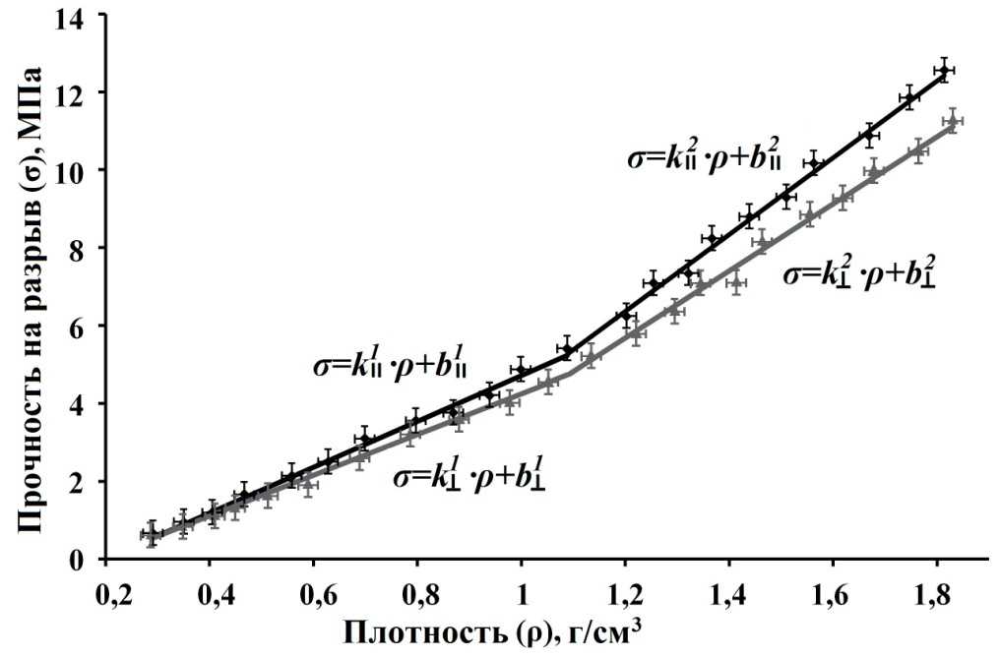 Прочность на разрыв (σ), МПа
14
12
10
8
6
4
2
0
σ=k²॥·ρ+b²॥
σ=k²⊥·ρ+b²⊥
σ=k¹॥·ρ+b¹॥
σ=k¹⊥·ρ+b¹⊥
0,2 0,4 0,6 0,8 1 1,2 1,4 1,6 1,8
Плотность (ρ), г/см³